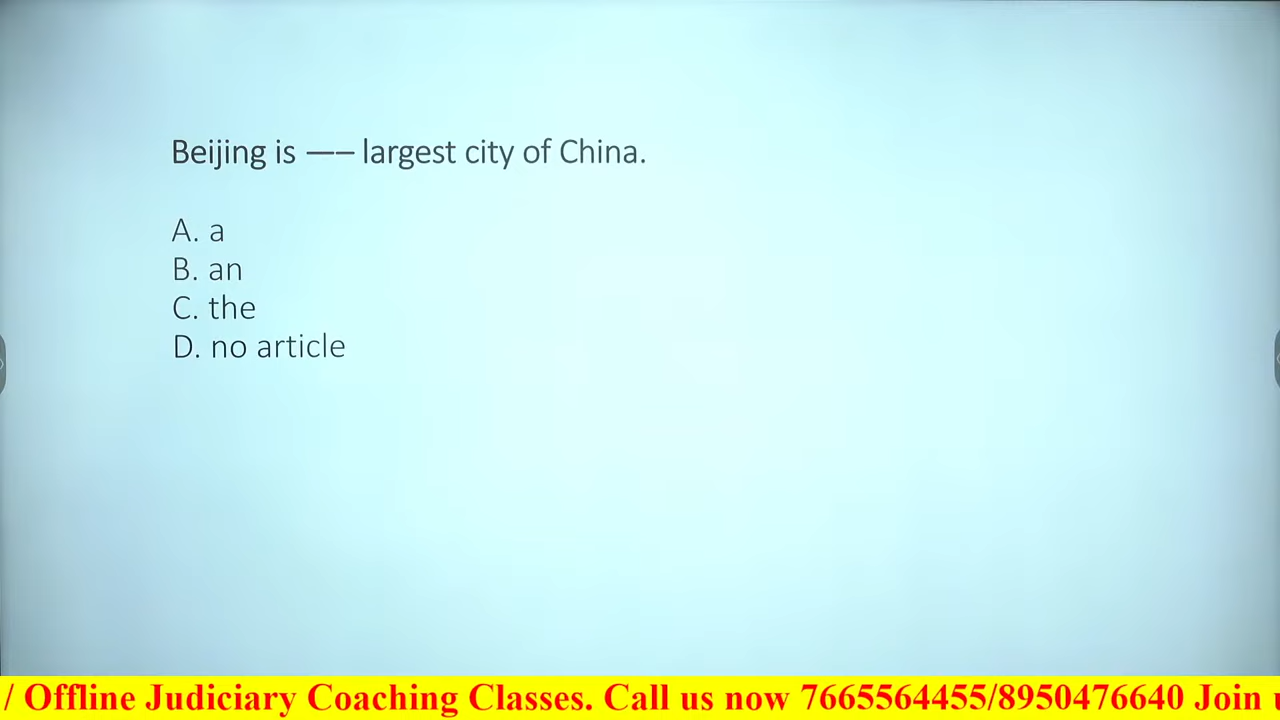 Beijing is —– largest city of China.
A. a
B. an
C. the
D. no article
/ Offline Judiciary Coaching Classes. Call us now 7665564455/8950476640 Join